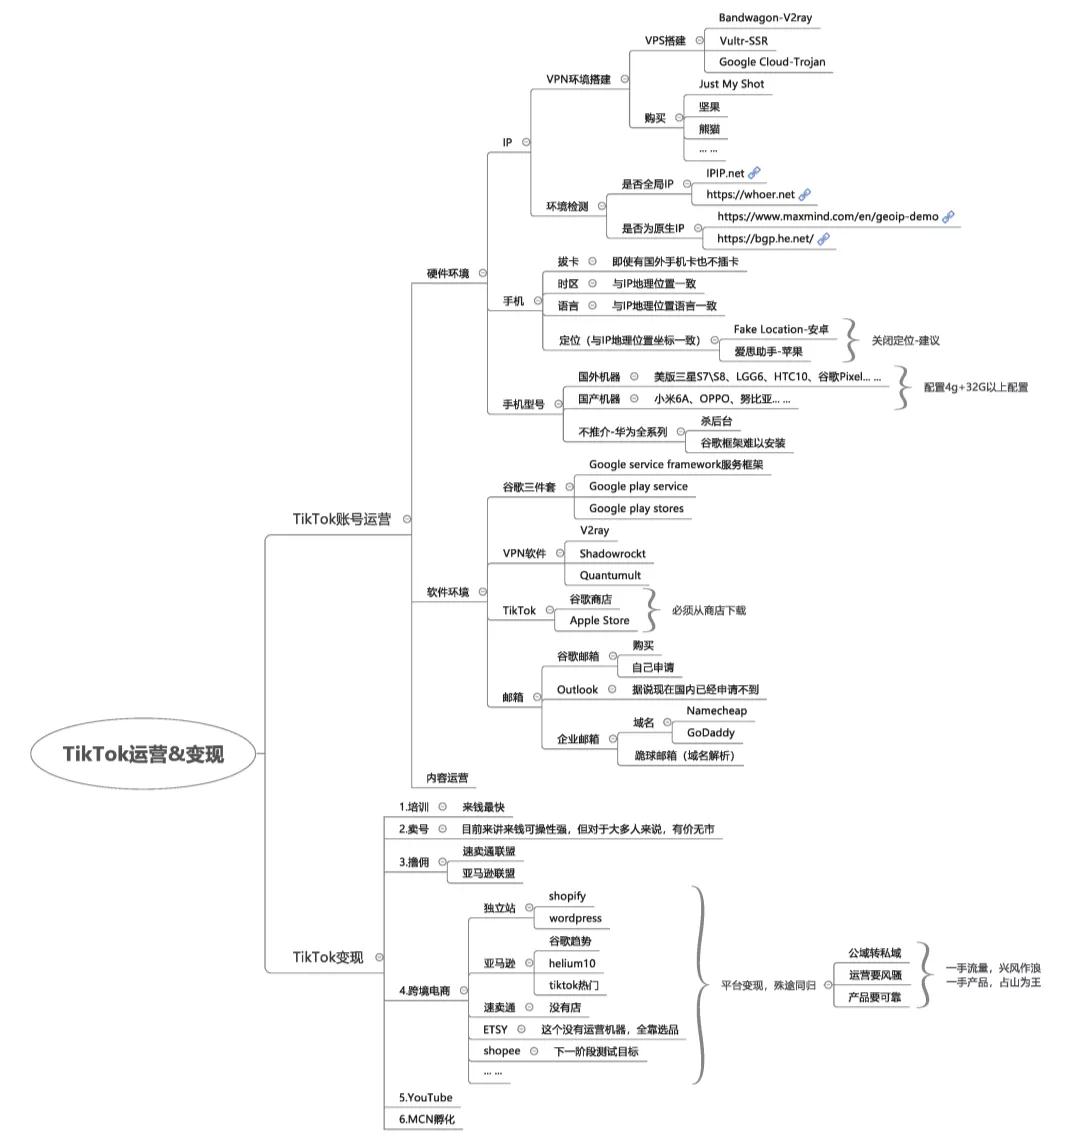 TikTok运营&变现
TikTok账号运营
硬件环境
IP
VPN环境搭建
VPS搭建
Bandwagon-V2ray
Vultr-SSR
Google Cloud-Trojan
购买
Just My Shot
坚果
熊猫
... ...
环境检测
是否全局IP
IPIP.net
https://whoer.net
是否为原生IP
https://www.maxmind.com/en/geoip-demo
https://bgp.he.net/
手机
拔卡
即使有国外手机卡也不插卡
时区
与IP地理位置一致
语言
与IP地理位置语言一致
定位（与IP地理位置坐标一致）
Fake Location-安卓
爱思助手-苹果
关闭定位-建议
手机型号
国外机器
美版三星S7\S8、LGG6、HTC10、谷歌Pixel... ...
国产机器
小米6A、OPPO、努比亚... ...
配置4g+32G以上配置
不推介-华为全系列
杀后台
谷歌框架难以安装
软件环境
谷歌三件套
Google service framework服务框架
Google play service
Google play stores
VPN软件
V2ray
Shadowrockt
Quantumult
TikTok
谷歌商店
Apple Store
必须从商店下载
邮箱
谷歌邮箱
购买
自己申请
Outlook
据说现在国内已经申请不到
企业邮箱
域名
Namecheap
GoDaddy
跪球邮箱（域名解析）
内容运营
TikTok变现
1.培训
来钱最快
2.卖号
目前来讲来钱可操性强，但对于大多人来说，有价无市
3.撸佣
速卖通联盟
亚马逊联盟
4.跨境电商
独立站
shopify
wordpress
亚马逊
谷歌趋势
helium10
tiktok热门
速卖通
没有店
ETSY
这个没有运营机器，全靠选品
shopee
下一阶段测试目标
... ...
平台变现，殊途同归
公域转私域
运营要风骚
产品要可靠
一手流量，兴风作浪
一手产品，占山为王
5.YouTube
6.MCN孵化